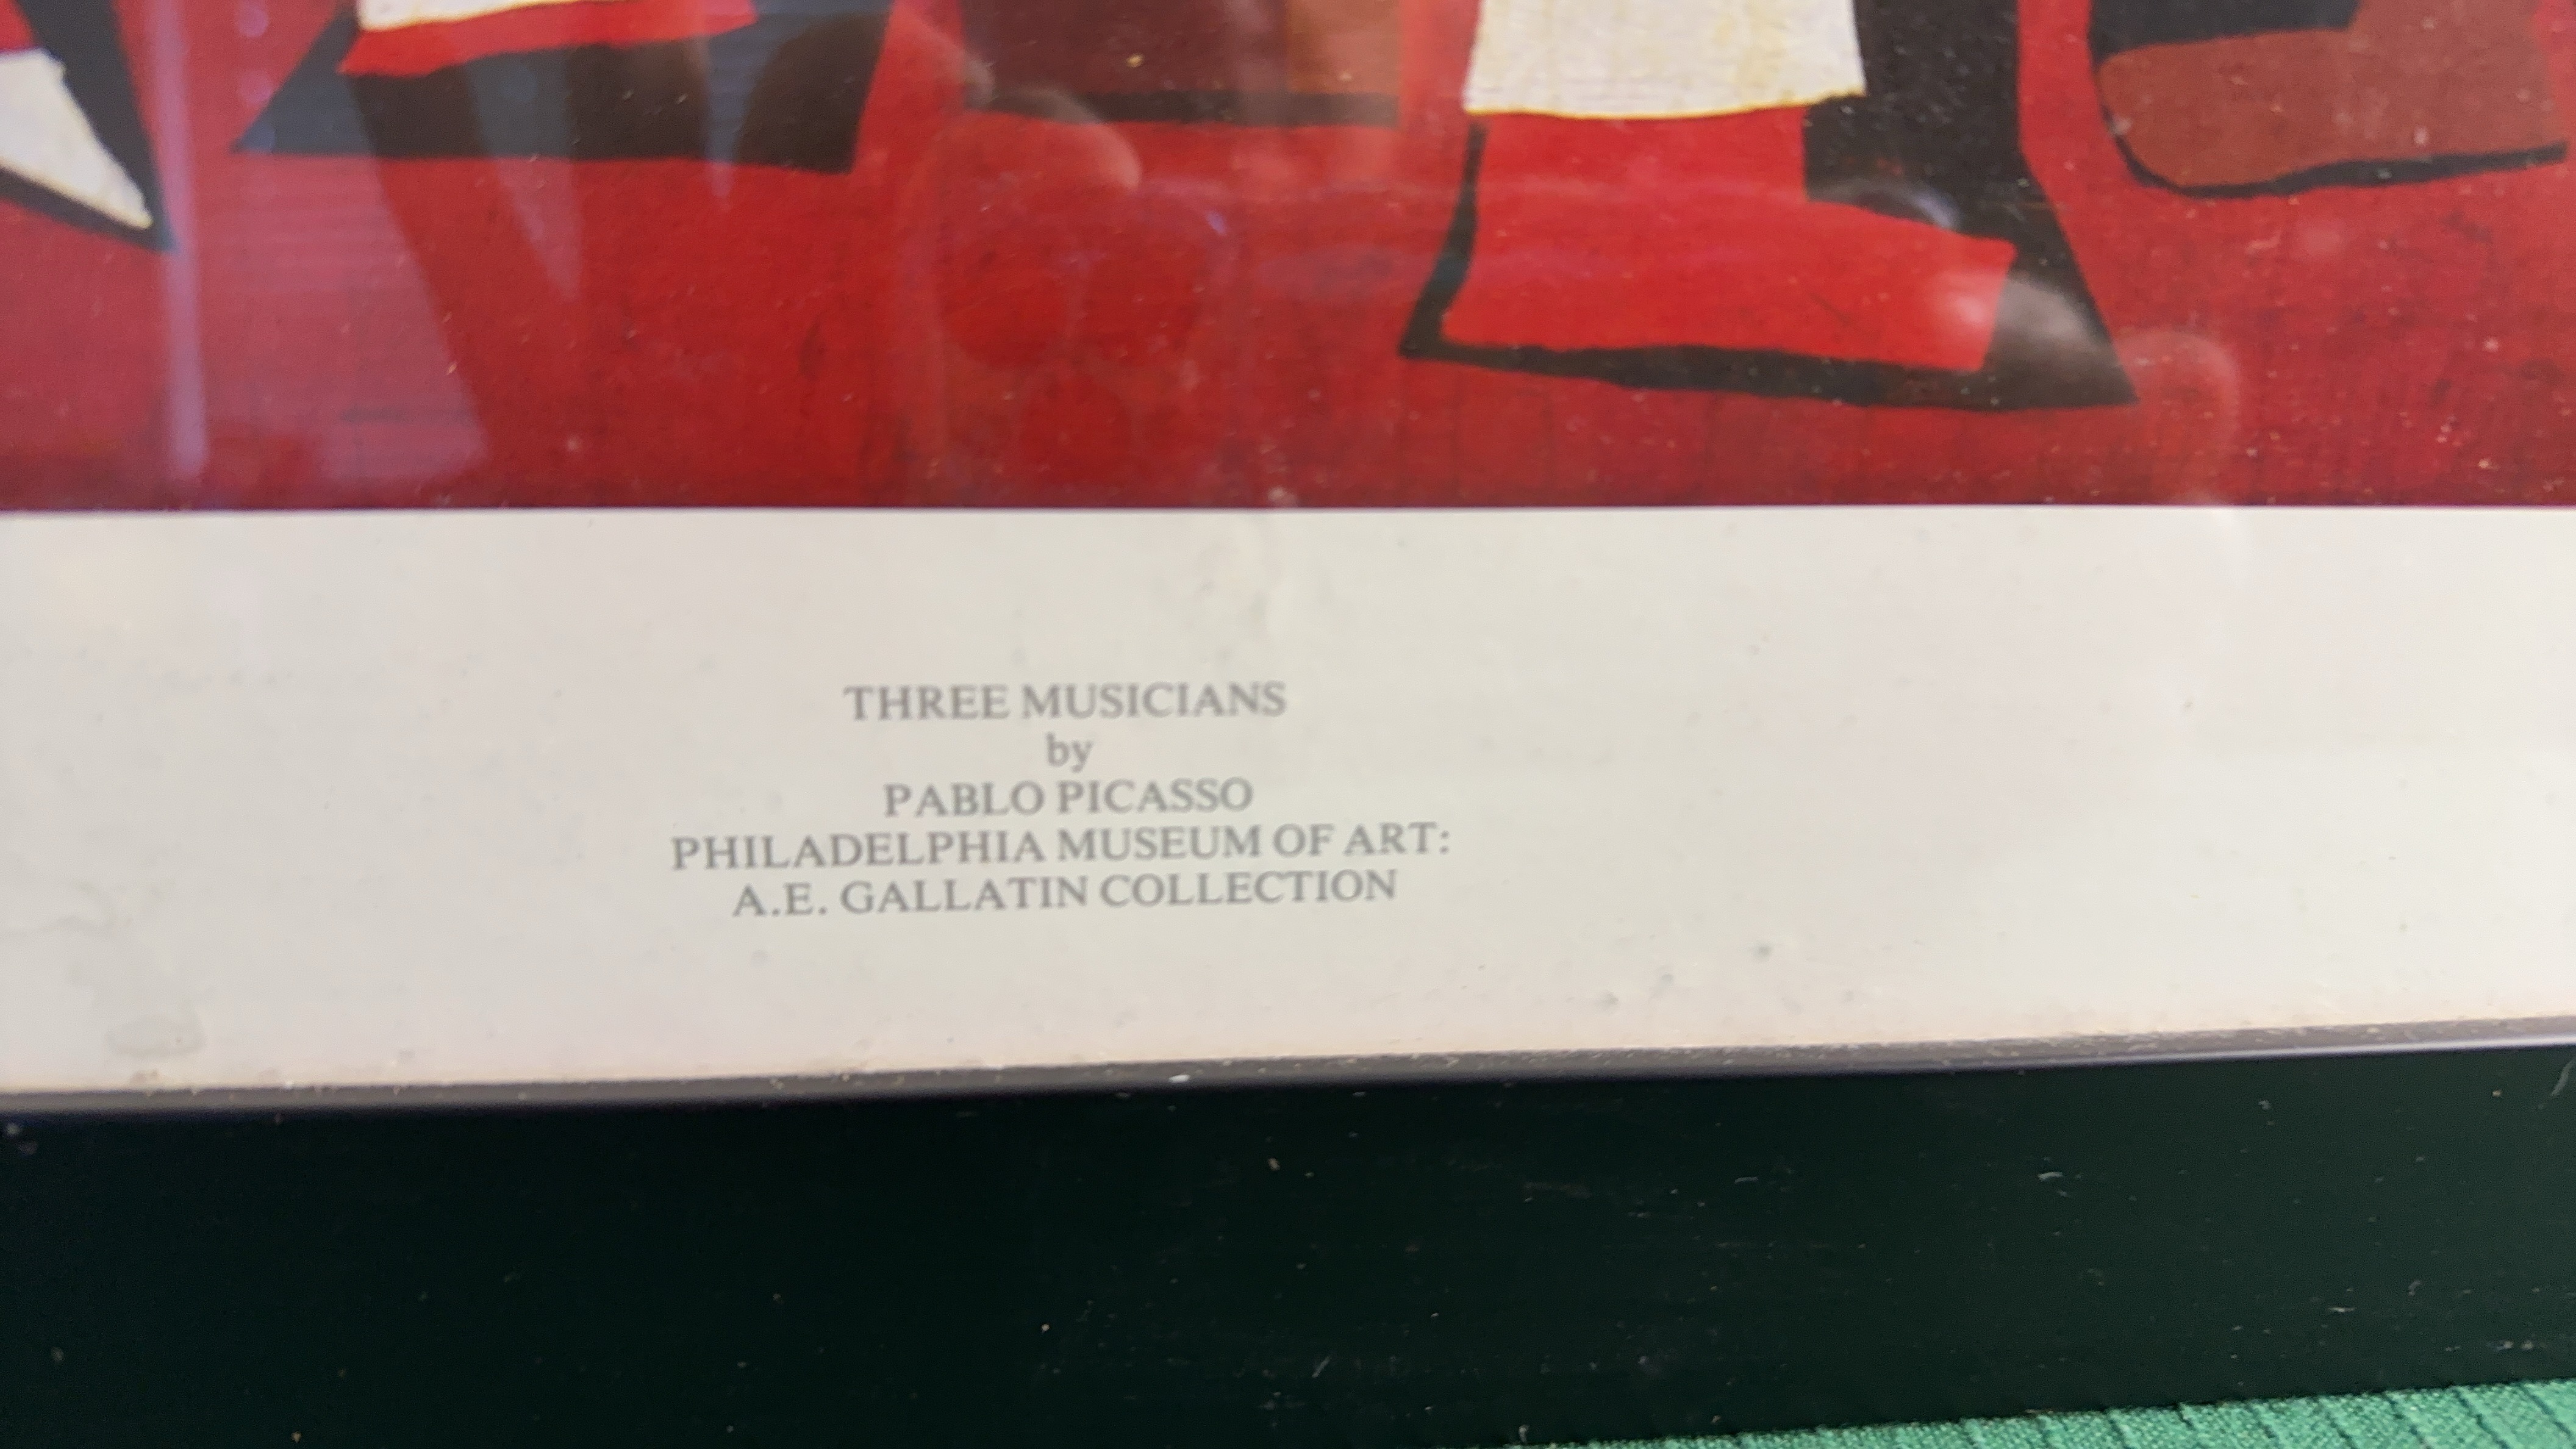 THREE MUSICIANS
by
PABLO PICASSO
PHILADELPHIA MUSEUM OF ART:
A.E. GALLATIN COLLECTION